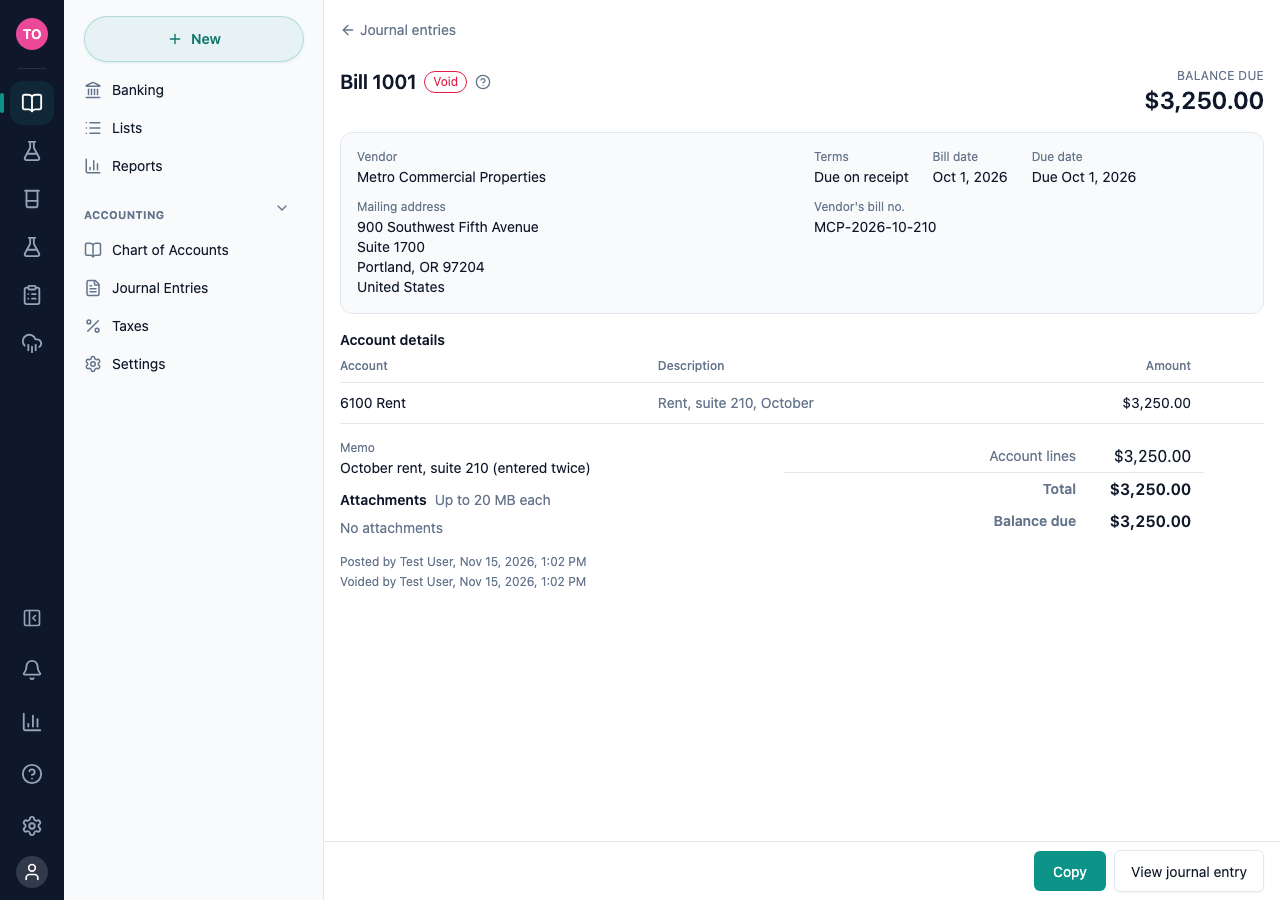 TO
New
Banking
Lists
Reports
ACCOUNTING
Chart of Accounts
Journal Entries
Taxes
Settings
Journal entries
Bill 1001 Void
BALANCE DUE
$3,250.00
Vendor
Metro Commercial Properties
Mailing address
900 Southwest Fifth Avenue
Suite 1700
Portland, OR 97204
United States
Terms Bill date Due date
Due on receipt Oct 1, 2026 Due Oct 1, 2026
Vendor's bill no.
MCP-2026-10-210
Account details
Account Description Amount
6100 Rent Rent, suite 210, October $3,250.00
Memo
October rent, suite 210 (entered twice)
Attachments Up to 20 MB each
No attachments
Account lines $3,250.00
Total $3,250.00
Balance due $3,250.00
Posted by Test User, Nov 15, 2026, 1:02 PM
Voided by Test User, Nov 15, 2026, 1:02 PM
Copy View journal entry